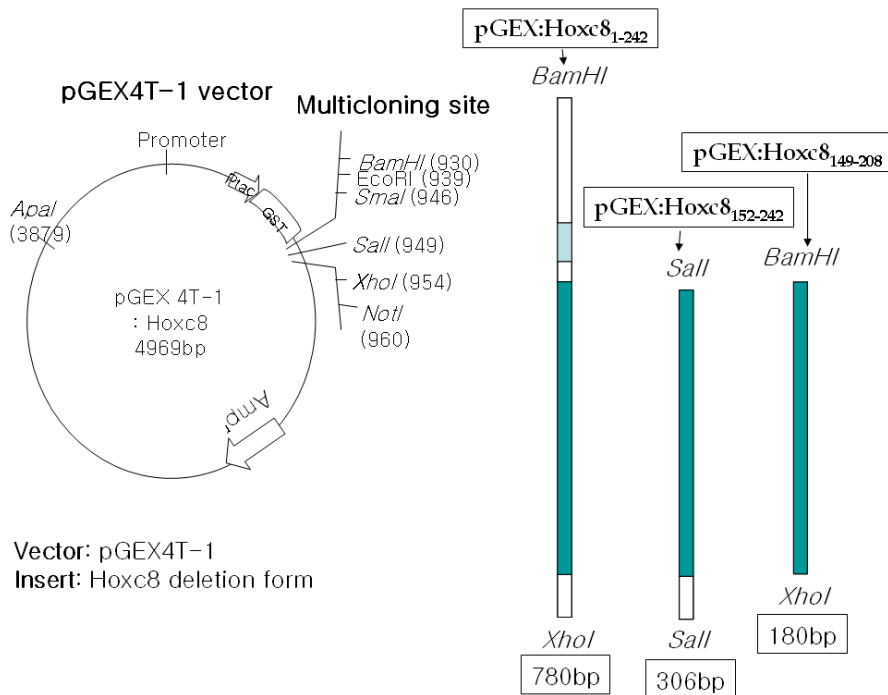 pGEX:Hoxc8₁₋₂₄₂
BamHI
pGEX4T-1 vector
Multicloning site
Promoter
BamHI (930)
EcoRI (939)
SmaI (946)
Ptac
GST
ApaI
(3879)
SalI (949)
XhoI (954)
NotI
(960)
pGEX 4T-1
: Hoxc8
4969bp
Ampr
Vector: pGEX4T-1
Insert: Hoxc8 deletion form
XhoI
780bp
pGEX:Hoxc8₁₅₂₋₂₄₂
SalI
SalI
306bp
pGEX:Hoxc8₁₄₉₋₂₀₈
BamHI
XhoI
180bp